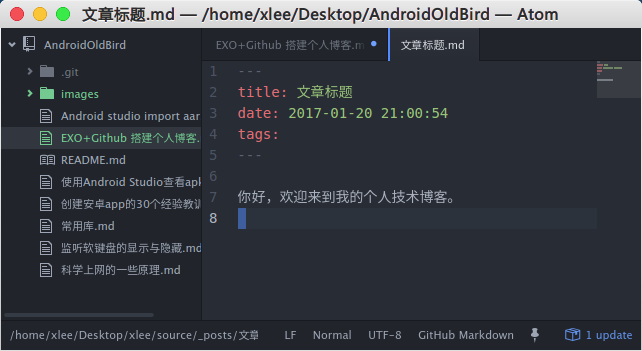 文章标题.md — /home/xlee/Desktop/AndroidOldBird — Atom
AndroidOldBird
.git
images
Android studio import aar
EXO+Github 搭建个人博客.
README.md
使用Android Studio查看apk
创建安卓app的30个经验教训
常用库.md
监听软键盘的显示与隐藏.md
科学上网的一些原理.md
EXO+Github 搭建个人博客.m
文章标题.md
1 ---
2 title: 文章标题
3 date: 2017-01-20 21:00:54
4 tags:
5 ---
6
7 你好，欢迎来到我的个人技术博客。
8
/home/xlee/Desktop/xlee/source/_posts/文章 LF Normal UTF-8 GitHub Markdown 1 update